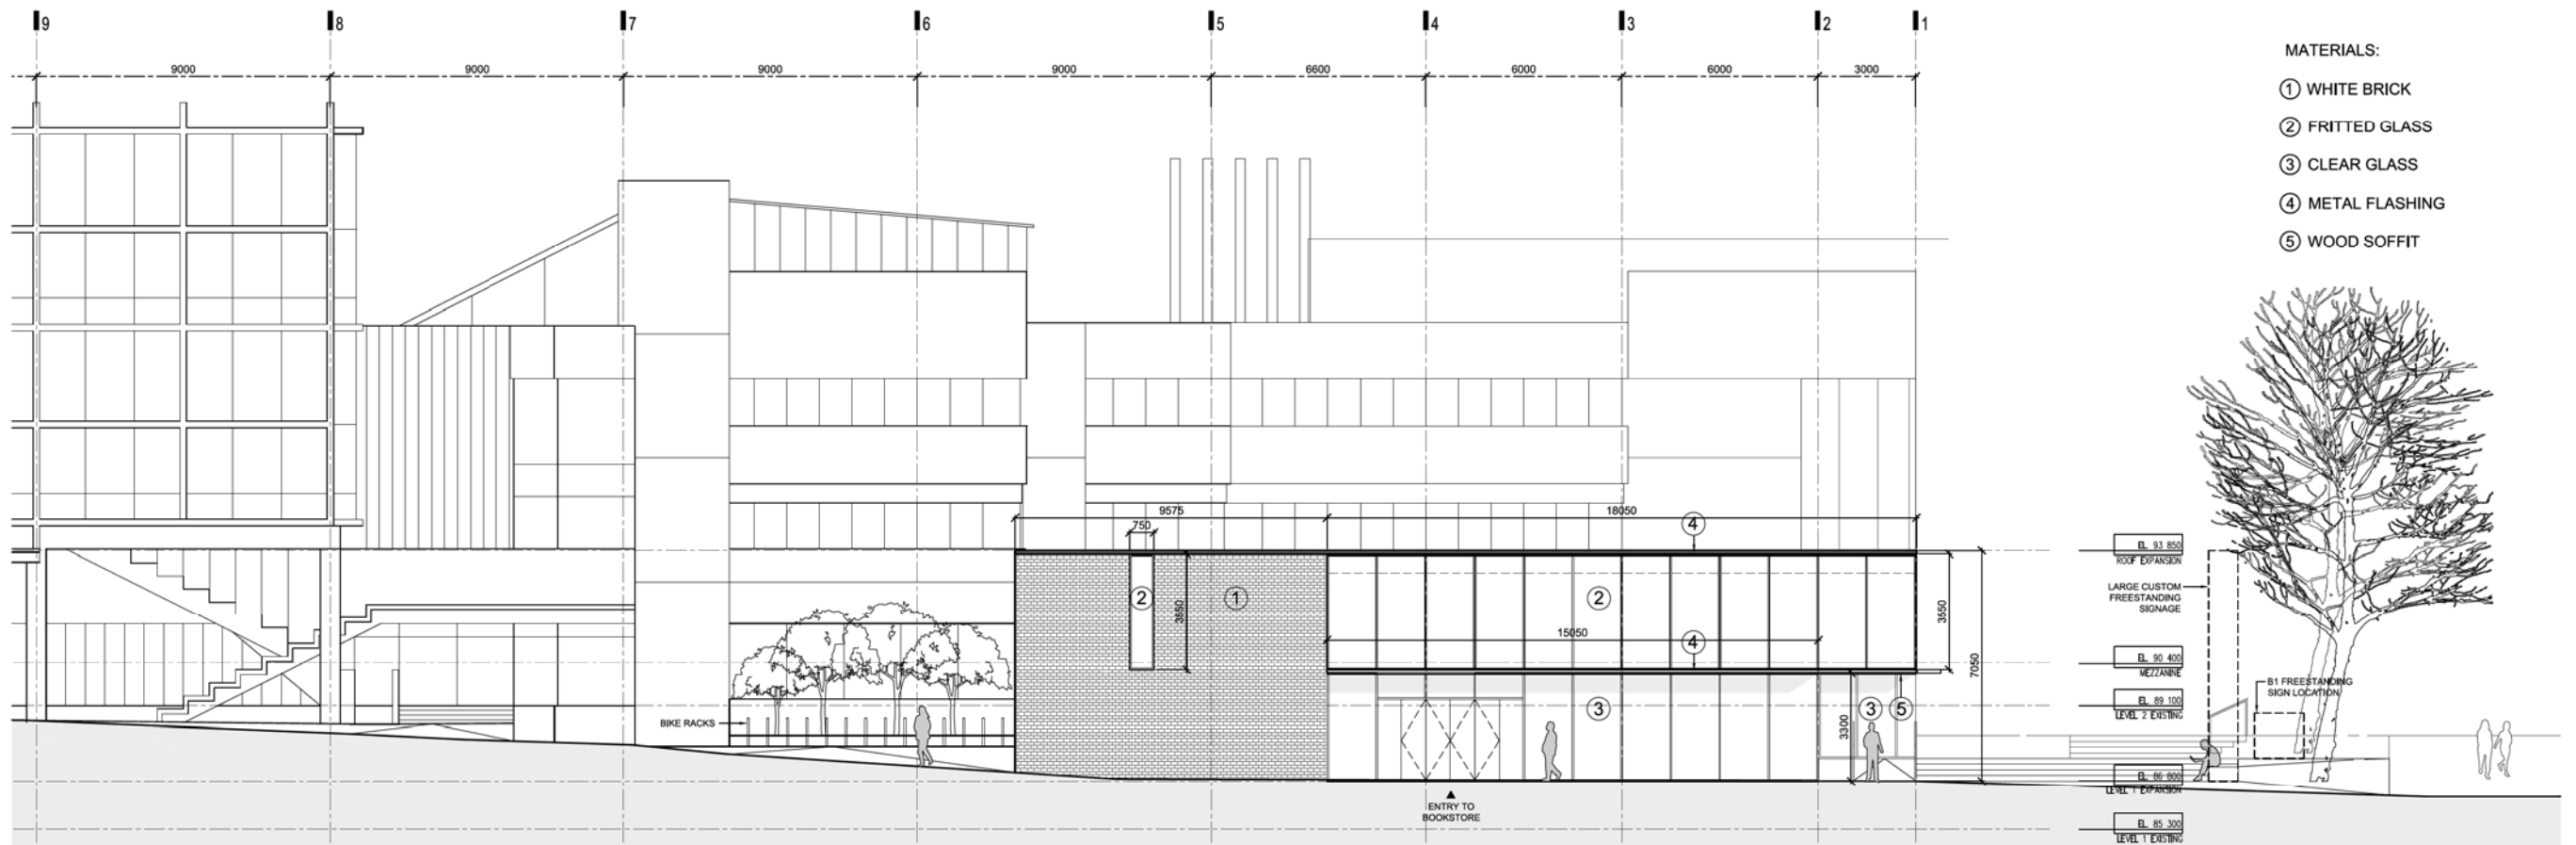 9 8 7 6 5 4 3 2 1
9000 9000 9000 9000 6600 6000 6000 3000
MATERIALS:
1 WHITE BRICK
2 FRITTED GLASS
3 CLEAR GLASS
4 METAL FLASHING
5 WOOD SOFFIT
9575 18050
750
4
2
3650
1
2
15050
4
3550
7050
3
3300
3
5
BIKE RACKS
ENTRY TO
BOOKSTORE
EL 93 850
ROOF EXPANSION
LARGE CUSTOM
FREESTANDING
SIGNAGE
EL 90 400
MEZZANINE
B1 FREESTANDING
SIGN LOCATION
EL 89 100
LEVEL 2 EXISTING
EL 86 800
LEVEL 1 EXPANSION
EL 85 300
LEVEL 1 EXISTING